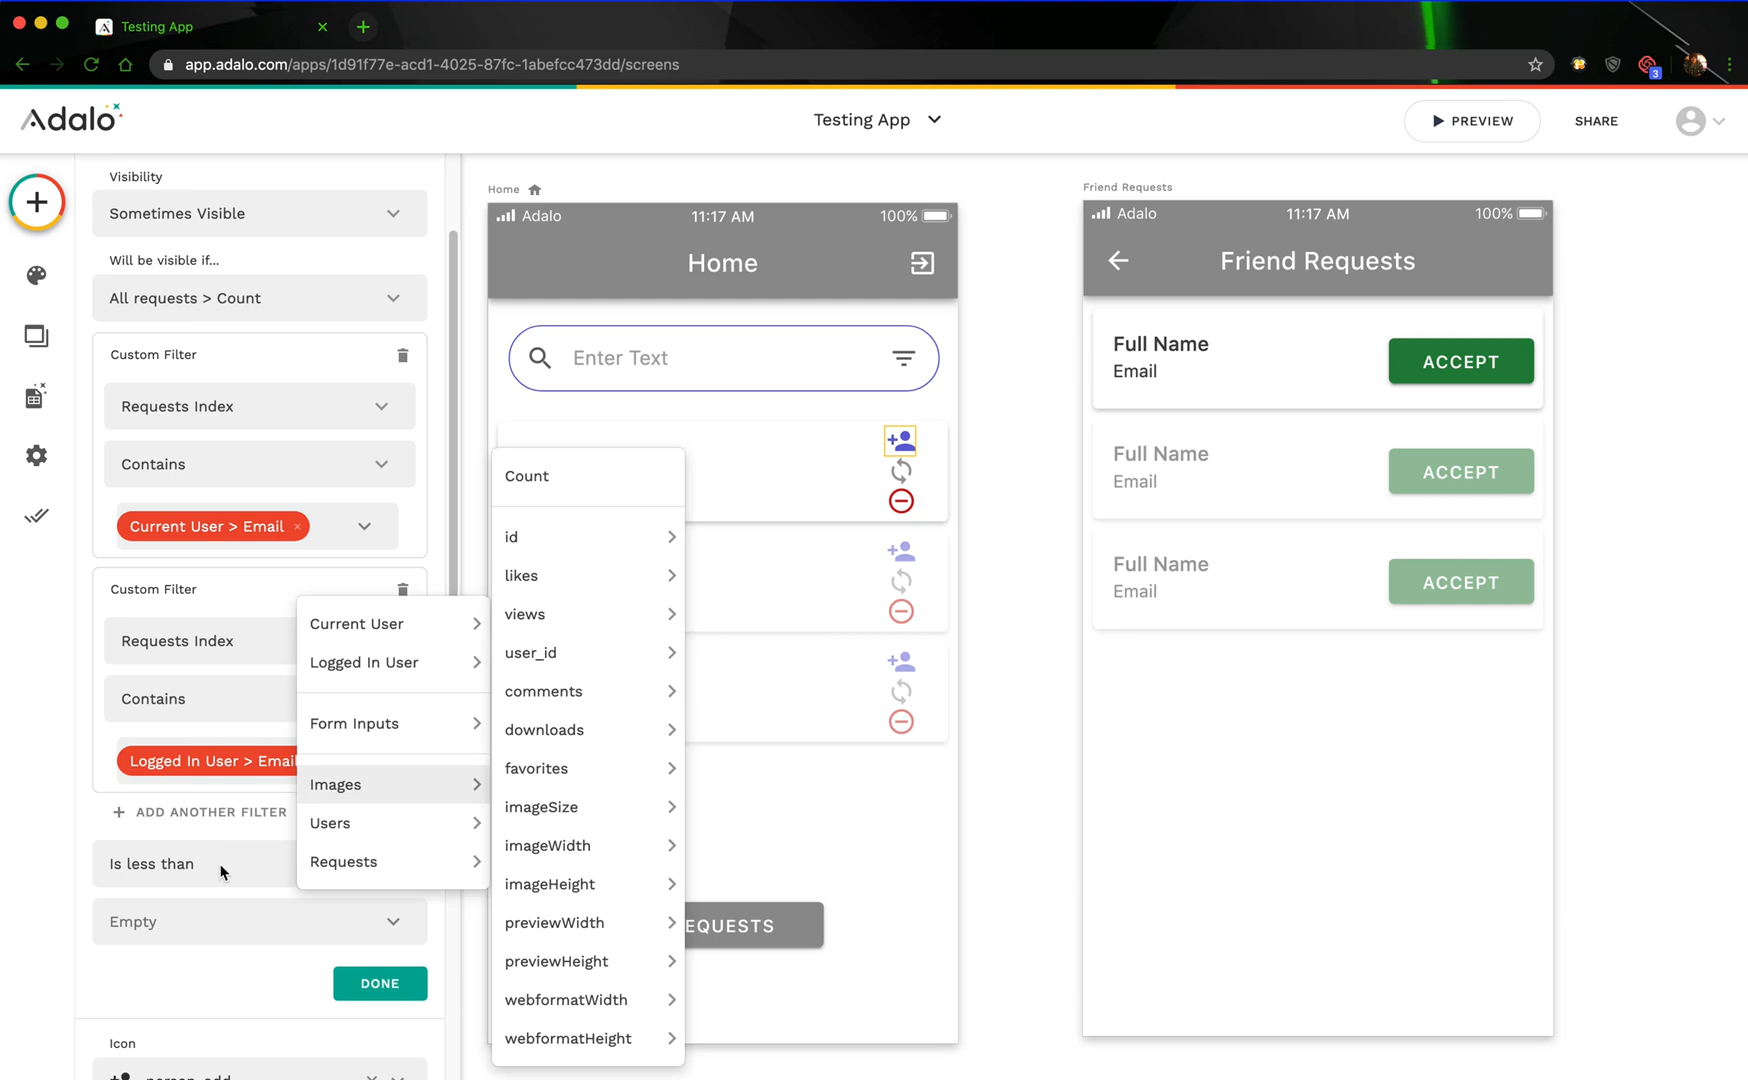 Testing App
app.adalo.com/apps/1d91f77e-acd1-4025-87fc-1abefcc473dd/screens
3
Adalo
Testing App
PREVIEW
SHARE
Visibility
Sometimes Visible
Will be visible if...
All requests > Count
Custom Filter
Requests Index
Contains
Current User > Email ×
Custom Filter
Requests Index
Contains
Logged In User > Email
ADD ANOTHER FILTER
Is less than
Empty
DONE
Icon
person_add
Current User
Logged In User
Form Inputs
Images
Users
Requests
Count
id
likes
views
user_id
comments
downloads
favorites
imageSize
imageWidth
imageHeight
previewWidth
previewHeight
webformatWidth
webformatHeight
Home
Adalo 11:17 AM 100%
Home
Enter Text
EQUESTS
Friend Requests
Adalo 11:17 AM 100%
Friend Requests
Full Name
Email
ACCEPT
Full Name
Email
ACCEPT
Full Name
Email
ACCEPT